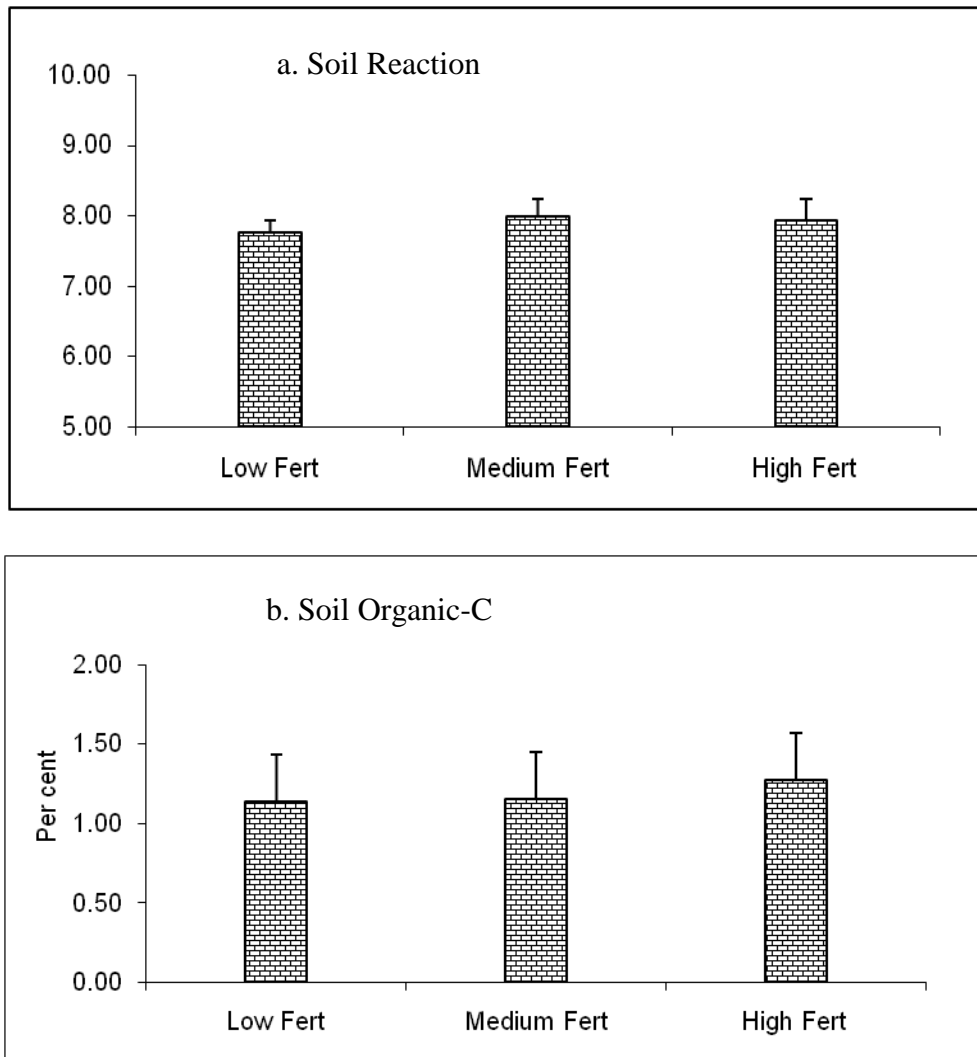 a. Soil Reaction
10.00
9.00
8.00
7.00
6.00
5.00
Low Fert Medium Fert High Fert
b. Soil Organic-C
Per cent
2.00
1.50
1.00
0.50
0.00
Low Fert Medium Fert High Fert